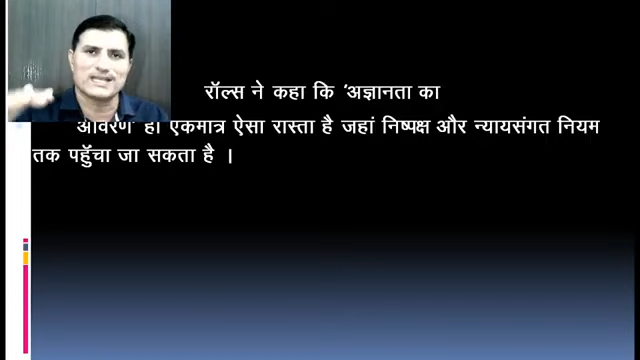 रॉल्स ने कहा कि 'अज्ञानता का
आवरण ही एकमात्र ऐसा रास्ता है जहां निष्पक्ष और न्यायसंगत नियम
तक पहुँचा जा सकता है ।